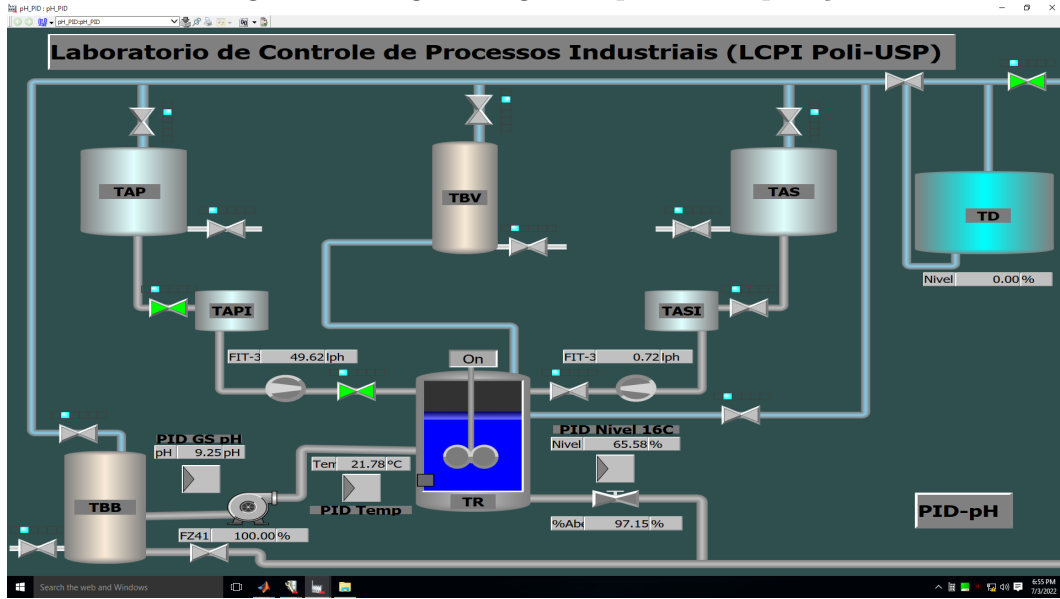 pH_PID : pH_PID
pH_PID:pH_PID
Laboratorio de Controle de Processos Industriais (LCPI Poli-USP)
TAP
TBV
TAS
TD
Nivel 0.00 %
TAPI
TASI
FIT-3 49.62 lph
On
FIT-3 0.72 lph
PID GS pH
pH 9.25 pH
PID Nivel 16C
Nivel 65.58 %
Tem 21.78 °C
PID Temp
TR
TBB
FZ41 100.00 %
%Abe 97.15 %
PID-pH
Search the web and Windows
6:55 PM
7/3/2022